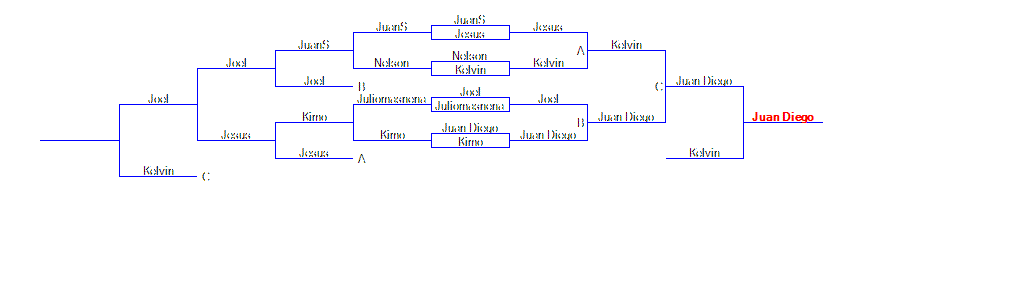 JuanS
JuanS
Jesus
Jesus
JuanS
A
Kelvin
Nelson
Nelson
Kelvin
Kelvin
Joel
Joel
B
C
Juan Diego
Joel
Juliomasnena
Joel
Juliomasnena
Joel
Kimo
B
Juan Diego
Juan Diego
Jesus
Kimo
Juan Diego
Kimo
Juan Diego
Jesus
A
Kelvin
Kelvin
C